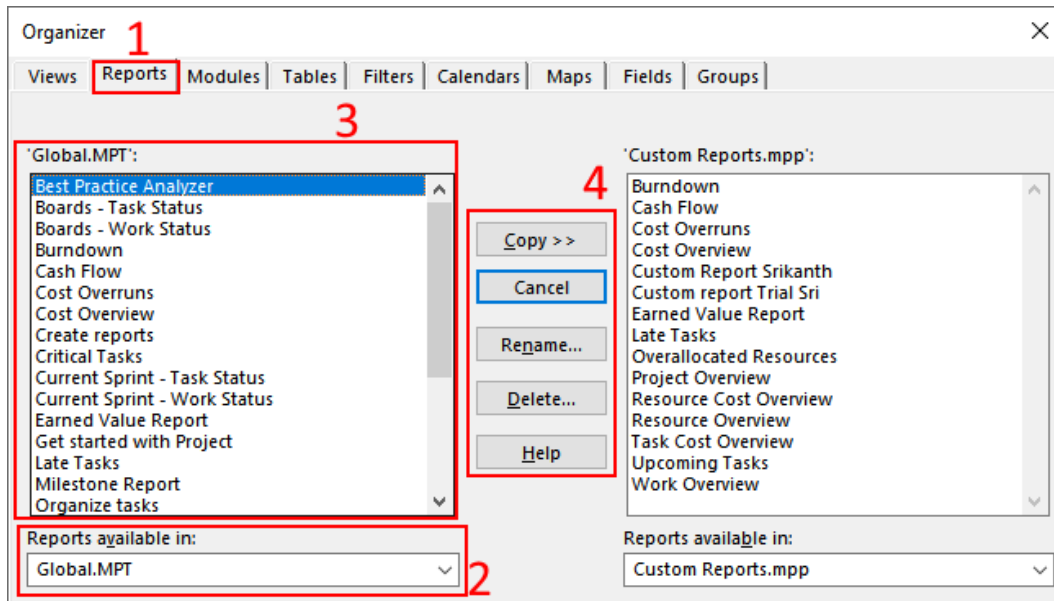 Organizer
1
Views Reports Modules Tables Filters Calendars Maps Fields Groups
3
'Global.MPT':
Best Practice Analyzer
Boards - Task Status
Boards - Work Status
Burndown
Cash Flow
Cost Overruns
Cost Overview
Create reports
Critical Tasks
Current Sprint - Task Status
Current Sprint - Work Status
Earned Value Report
Get started with Project
Late Tasks
Milestone Report
Organize tasks
Reports available in:
Global.MPT
2
4
Copy >>
Cancel
Rename...
Delete...
Help
'Custom Reports.mpp':
Burndown
Cash Flow
Cost Overruns
Cost Overview
Custom Report Srikanth
Custom report Trial Sri
Earned Value Report
Late Tasks
Overallocated Resources
Project Overview
Resource Cost Overview
Resource Overview
Task Cost Overview
Upcoming Tasks
Work Overview
Reports available in:
Custom Reports.mpp